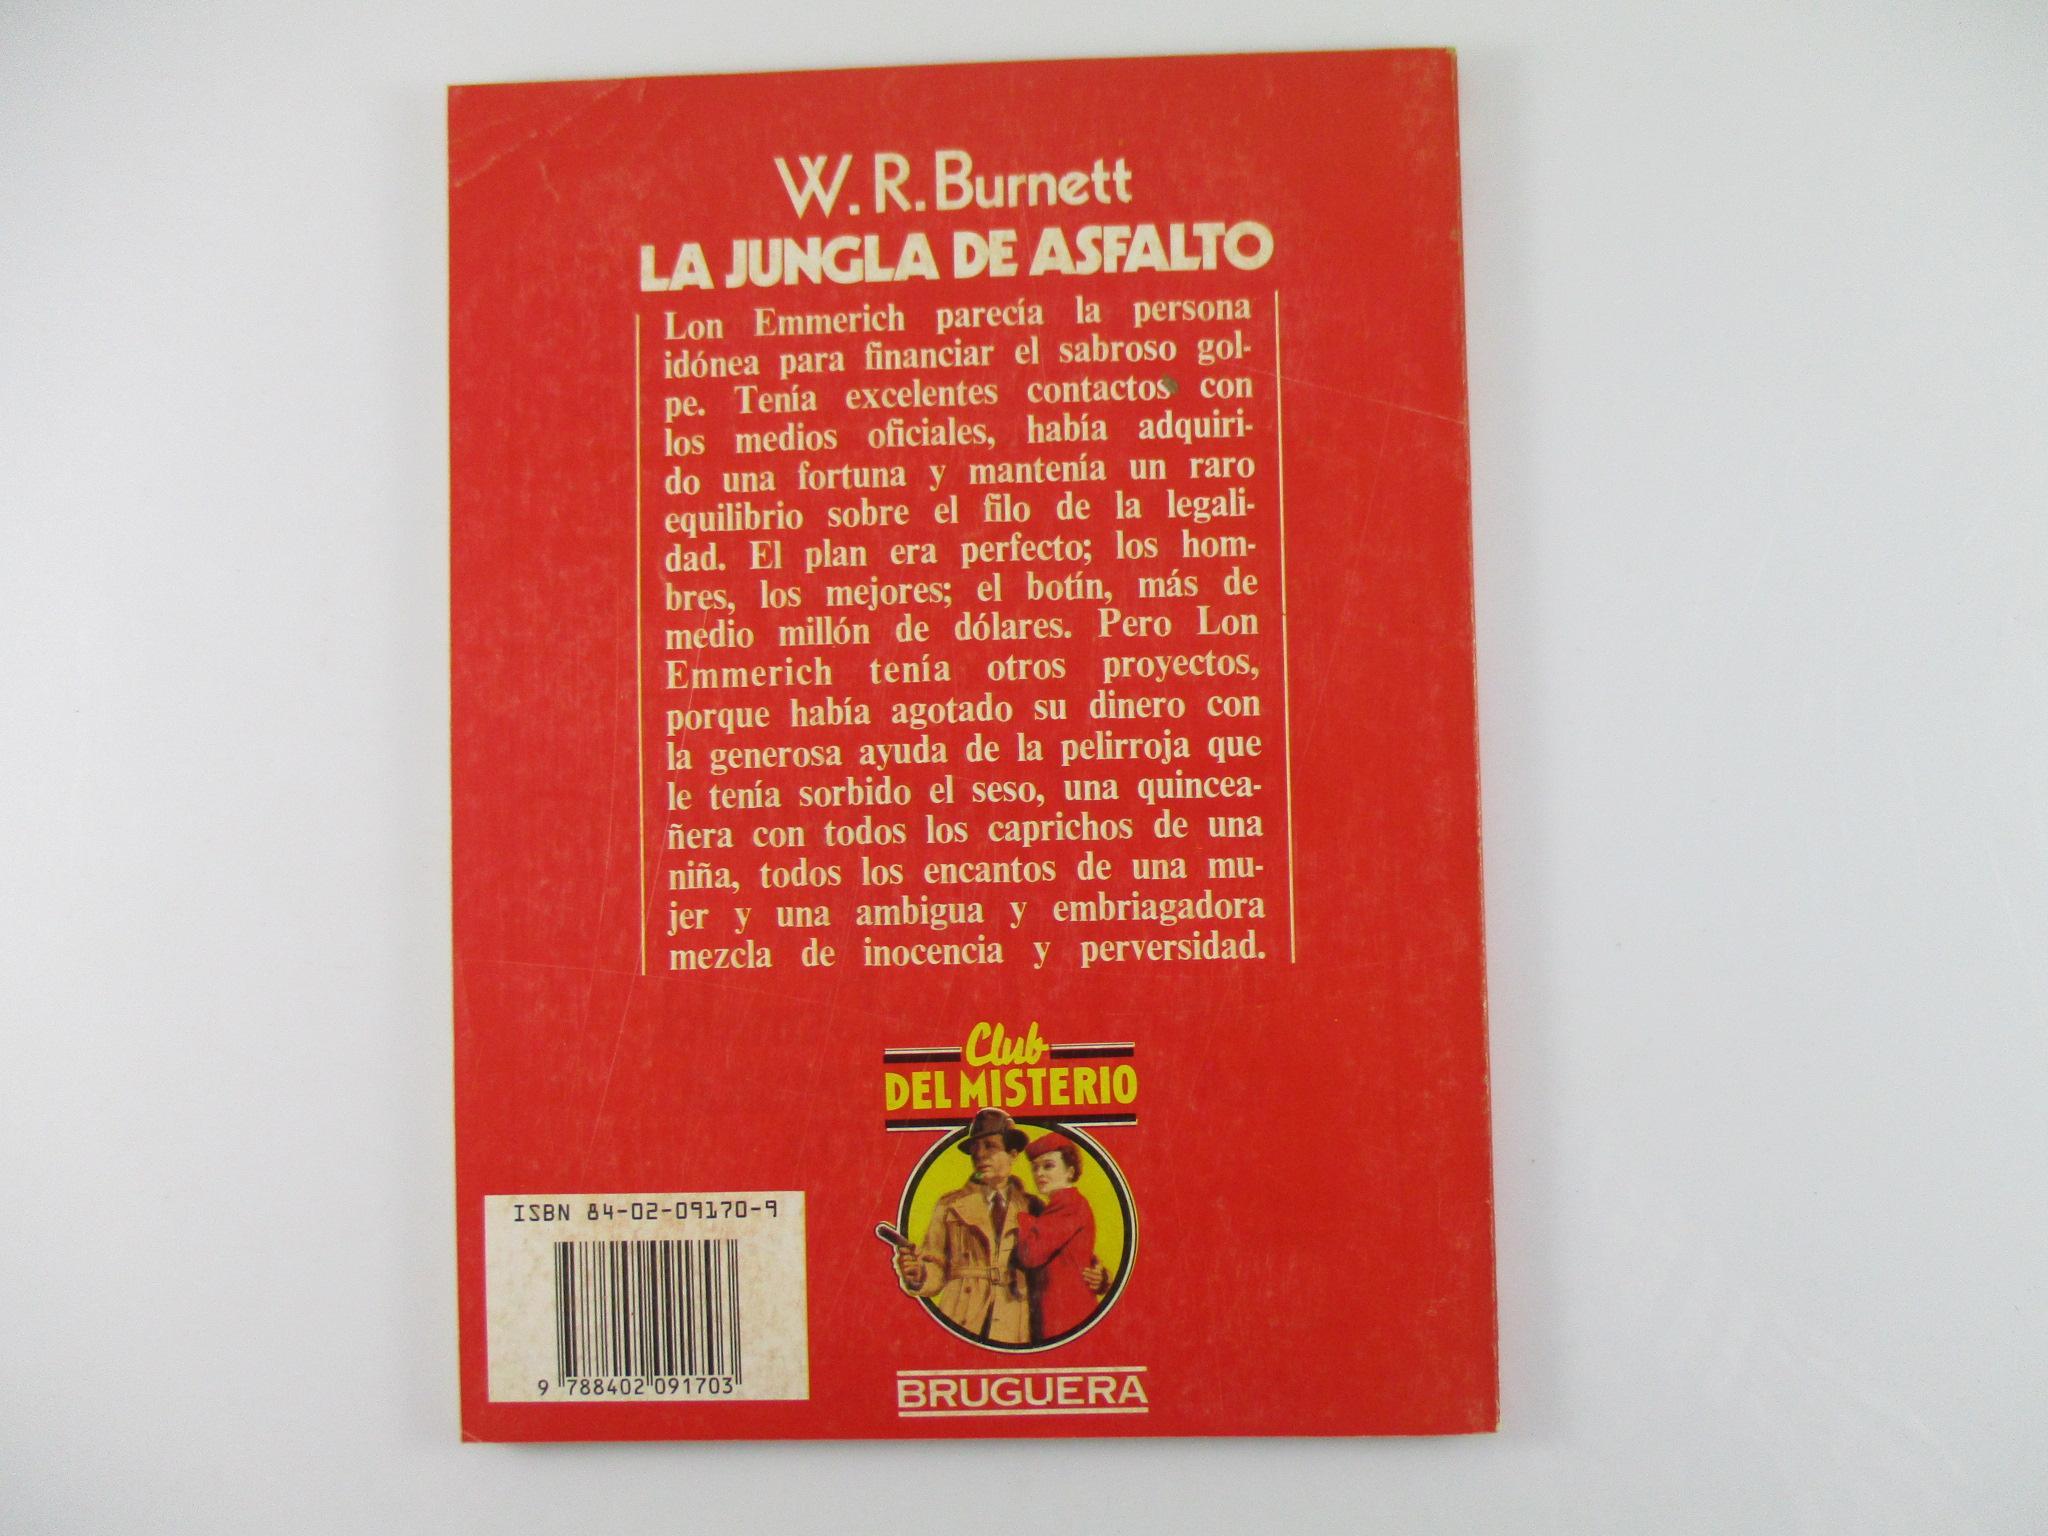 W. R. Burnett
LA JUNGLA DE ASFALTO
Lon Emmerich parecía la persona
idónea para financiar el sabroso gol-
pe. Tenía excelentes contactos con
los medios oficiales, había adquiri-
do una fortuna y mantenía un raro
equilibrio sobre el filo de la legali-
dad. El plan era perfecto; los hom-
bres, los mejores; el botín, más de
medio millón de dólares. Pero Lon
Emmerich tenía otros proyectos,
porque había agotado su dinero con
la generosa ayuda de la pelirroja que
le tenía sorbido el seso, una quincea-
ñera con todos los caprichos de una
niña, todos los encantos de una mu-
jer y una ambigua y embriagadora
mezcla de inocencia y perversidad.
Club
DEL MISTERIO
ISBN 84-02-09170-9
9 788402 091703
BRUGUERA